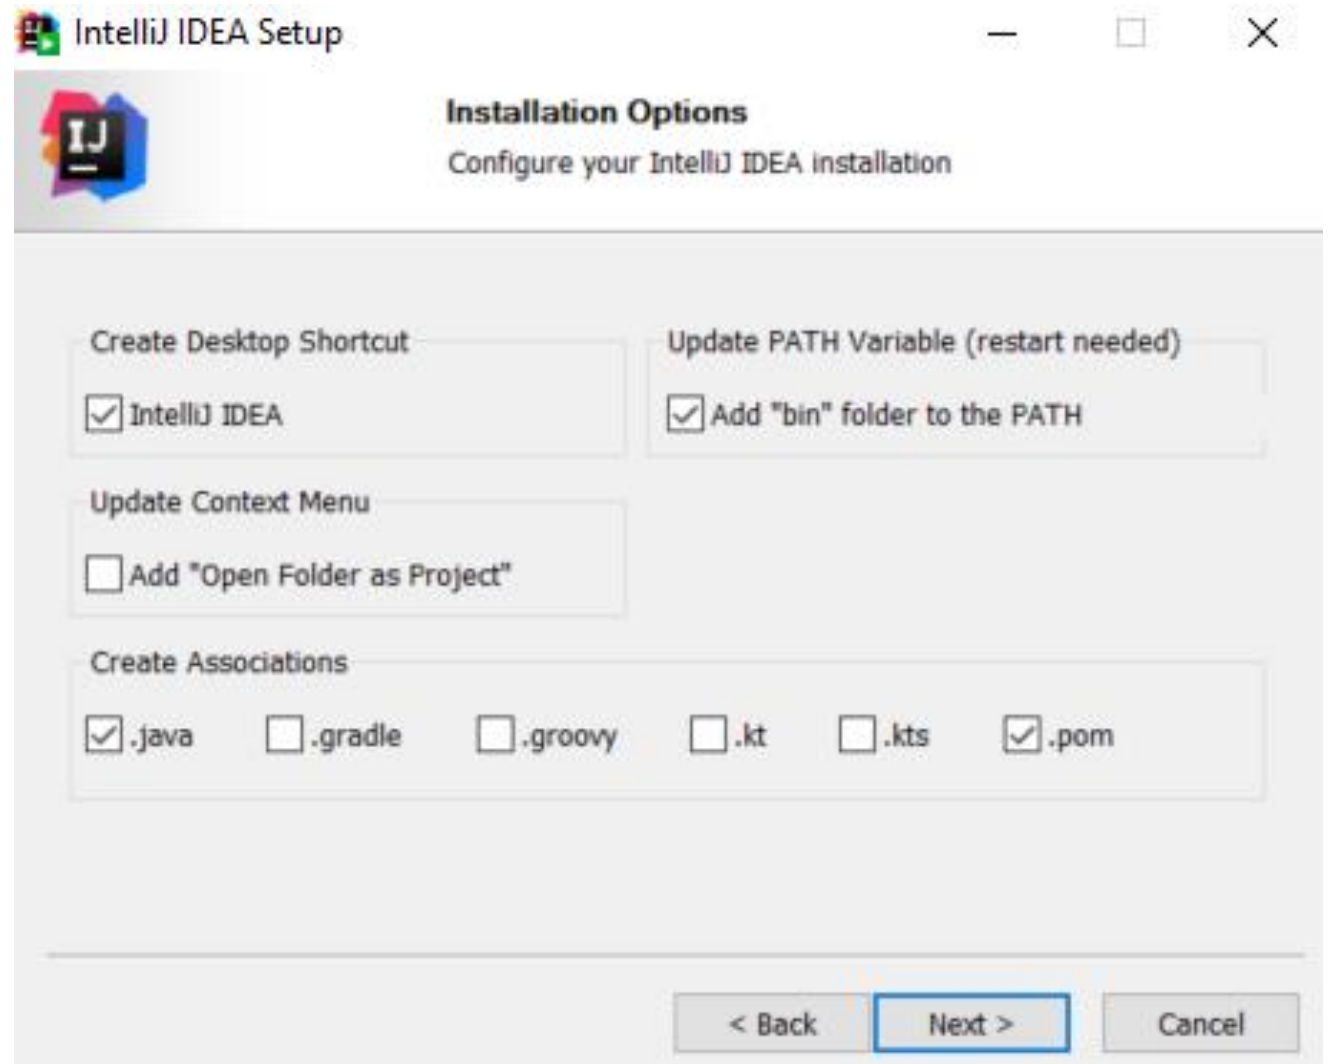 IntelliJ IDEA Setup
IJ
Installation Options
Configure your IntelliJ IDEA installation
Create Desktop Shortcut
Update PATH Variable (restart needed)
IntelliJ IDEA
Add "bin" folder to the PATH
Update Context Menu
Add "Open Folder as Project"
Create Associations
.java .gradle .groovy .kt .kts .pom
< Back Next > Cancel